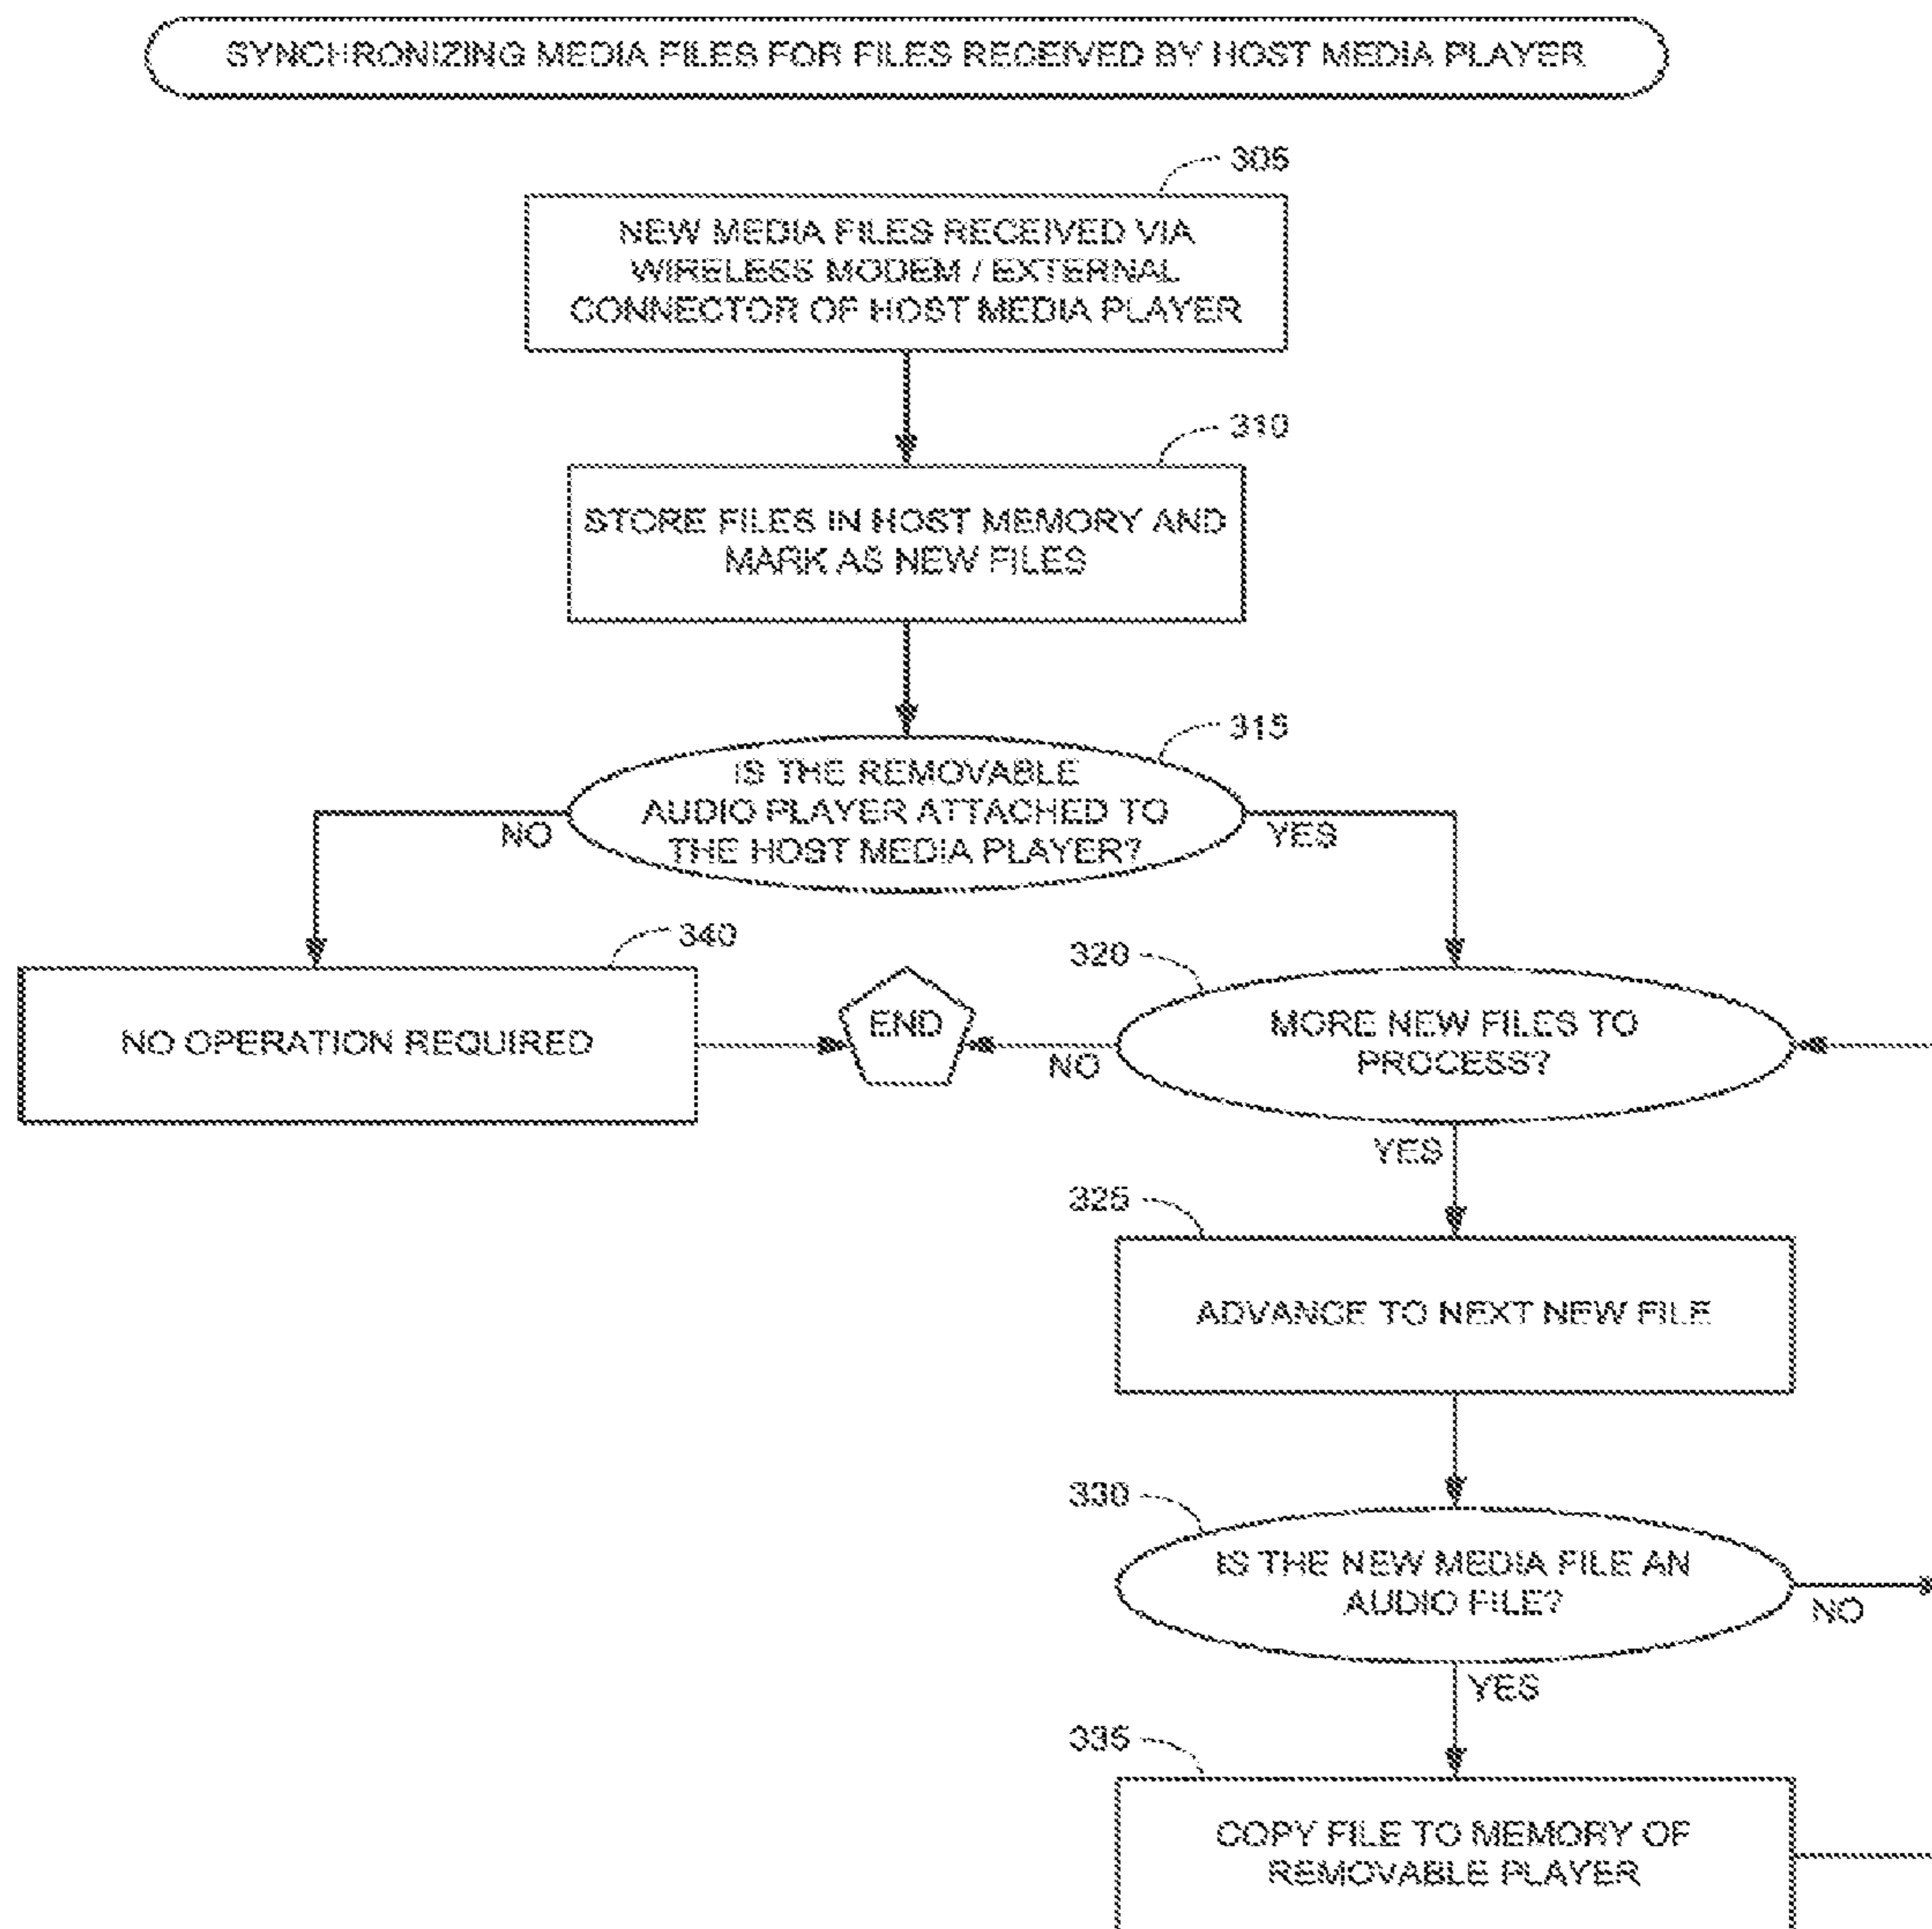 SYNCHRONIZING MEDIA FILES FOR FILES RECEIVED BY HOST MEDIA PLAYER
305
NEW MEDIA FILES RECEIVED VIA
WIRELESS MODEM / EXTERNAL
CONNECTOR OF HOST MEDIA PLAYER
310
STORE FILES IN HOST MEMORY AND
MARK AS NEW FILES
315
IS THE REMOVABLE
AUDIO PLAYER ATTACHED TO
THE HOST MEDIA PLAYER?
NO
YES
340
NO OPERATION REQUIRED
END
320
MORE NEW FILES TO
PROCESS?
NO
YES
325
ADVANCE TO NEXT NEW FILE
330
IS THE NEW MEDIA FILE AN
AUDIO FILE?
NO
YES
335
COPY FILE TO MEMORY OF
REMOVABLE PLAYER